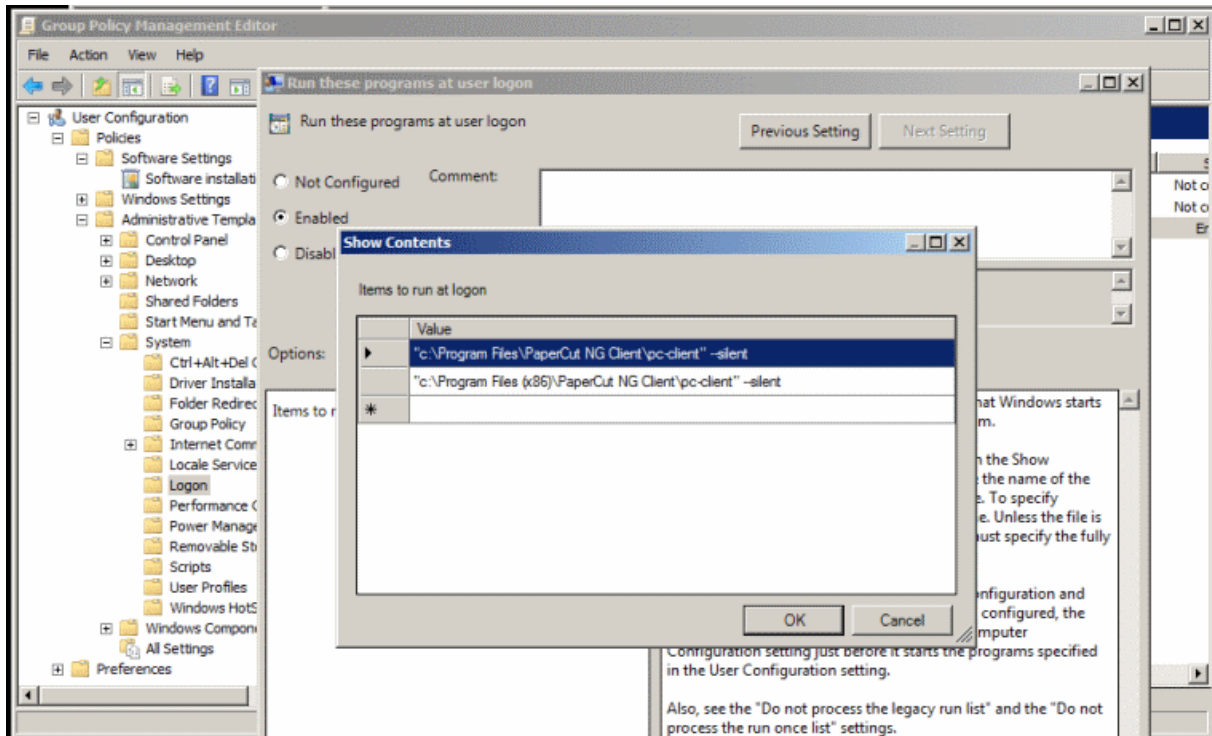 Group Policy Management Editor
File Action View Help
Run these programs at user logon
Run these programs at user logon
Previous Setting
Next Setting
Not Configured
Comment:
Enabled
Disabl
User Configuration
Policies
Software Settings
Software installati
Windows Settings
Administrative Templa
Control Panel
Desktop
Network
Shared Folders
Start Menu and Ta
System
Ctrl+Alt+Del
Driver Installa
Folder Redirec
Group Policy
Internet Comm
Locale Service
Logon
Performance
Power Manage
Removable St
Scripts
User Profiles
Windows HotS
Windows Compon
All Settings
Preferences
Options:
Items to r
Show Contents
Items to run at logon
Value
"c:\Program Files\PaperCut NG Client\pc-client" --silent
"c:\Program Files (x86)\PaperCut NG Client\pc-client" --silent
OK
Cancel
hat Windows starts
m.
n the Show
the name of the
e. To specify
e. Unless the file is
ust specify the fully
onfiguration and
configured, the
mputer
Configuration setting just before it starts the programs specified
in the User Configuration setting.
Also, see the "Do not process the legacy run list" and the "Do not
process the run once list" settings.
S
Not c
Not c
Er